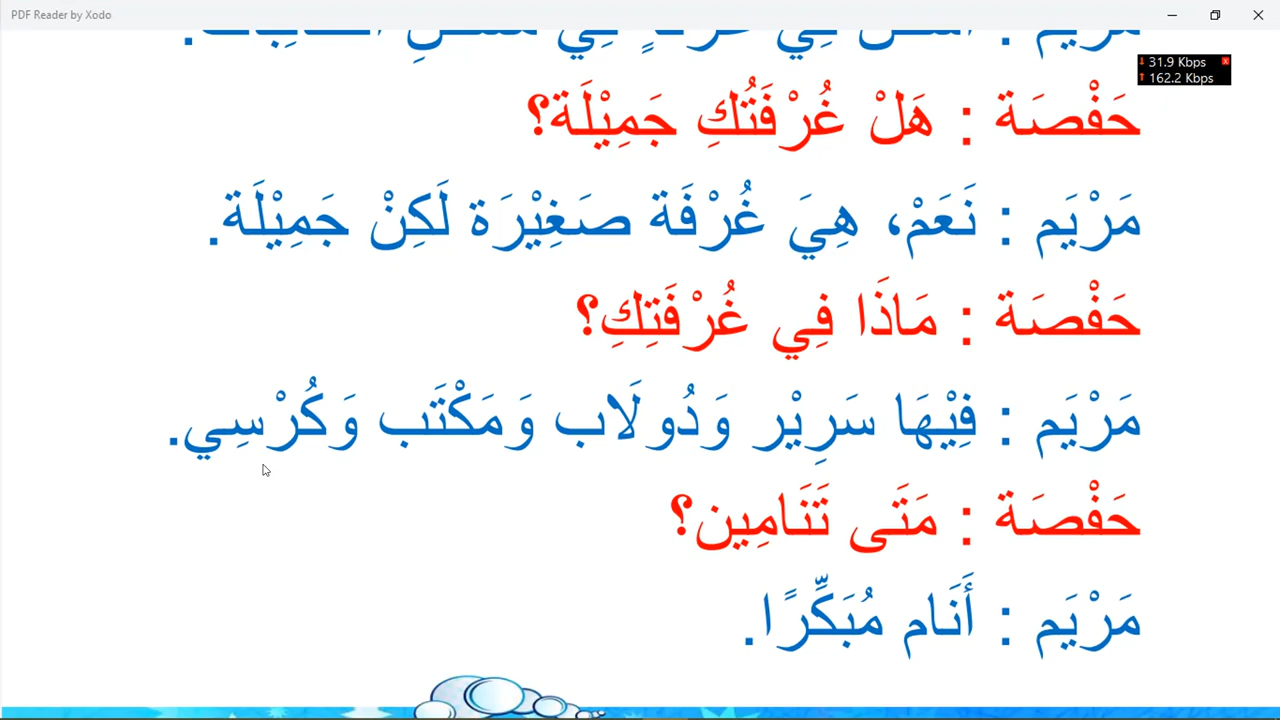 PDF Reader by Xodo
31.9 Kbps
162.2 Kbps
مَرْيَم :
حَفْصَة : هَلْ غُرْفَتُكِ جَمِيْلَة؟
مَرْيَم : نَعَمْ، هِيَ غُرْفَة صَغِيْرَة لَكِنْ جَمِيْلَة.
حَفْصَة : مَاذَا فِي غُرْفَتِكِ؟
مَرْيَم : فِيْهَا سَرِيْر وَدُولَاب وَمَكْتَب وَكُرْسِي.
حَفْصَة : مَتَى تَنَامِين؟
مَرْيَم : أَنَام مُبَكِّرًا.